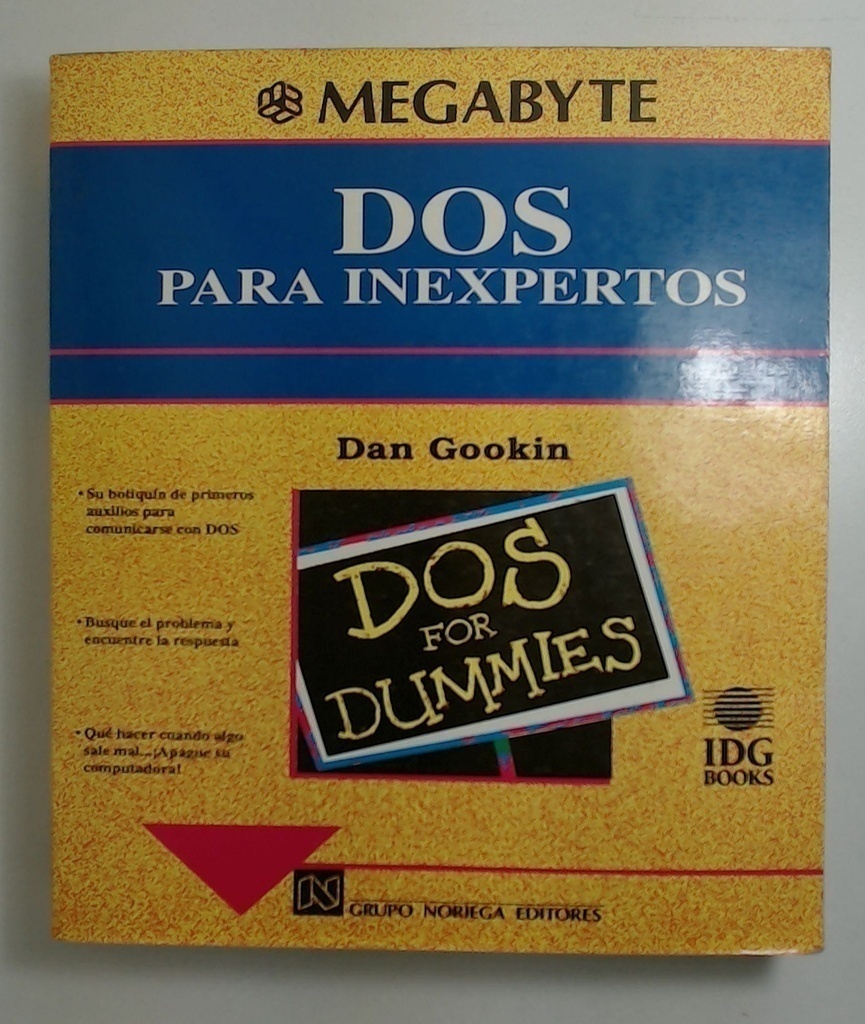 MEGABYTE
DOS
PARA INEXPERTOS
Dan Gookin
• Su botiquín de primeros
auxilios para
comunicarse con DOS
• Busque el problema y
encuentre la respuesta
• Qué hacer cuando algo
sale mal...¡Apague su
computadora!
DOS
FOR
DUMMIES
IDG
BOOKS
N
GRUPO NORIEGA EDITORES